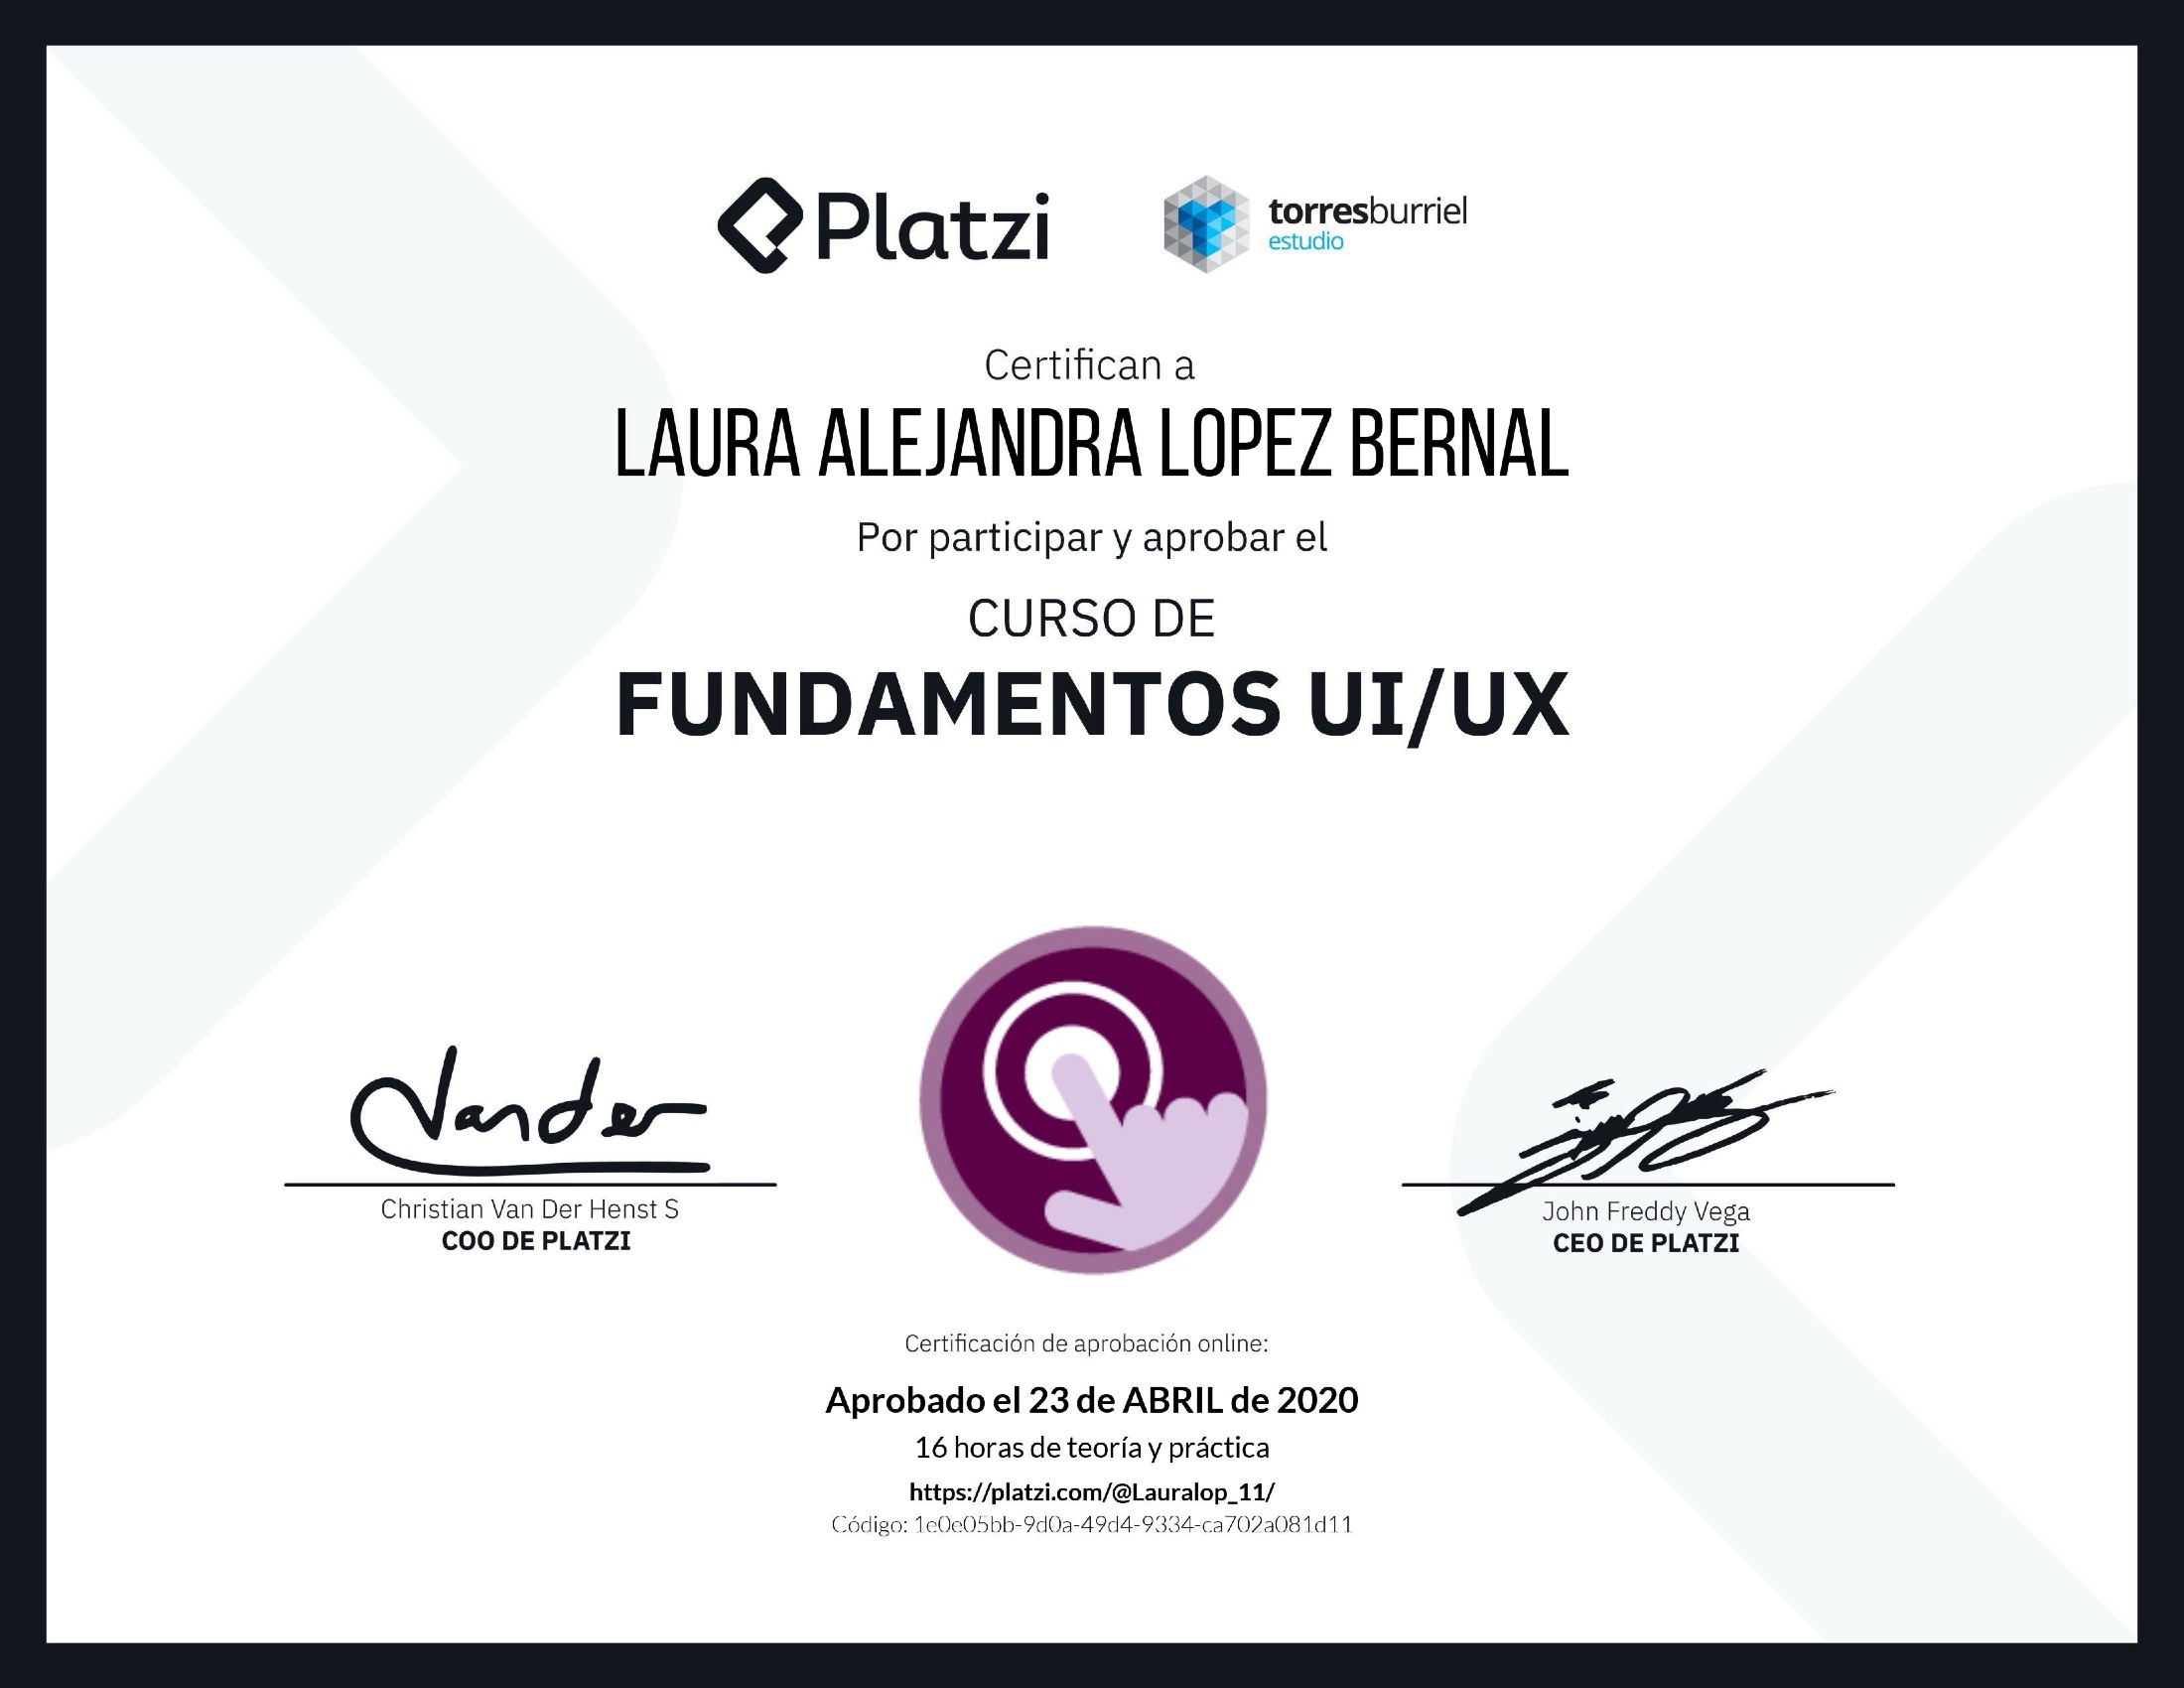 Platzi
torresburriel
estudio
Certifican a
LAURA ALEJANDRA LOPEZ BERNAL
Por participar y aprobar el
CURSO DE
FUNDAMENTOS UI/UX
Vander
Christian Van Der Henst S
COO DE PLATZI
John Freddy Vega
CEO DE PLATZI
Certificación de aprobación online:
Aprobado el 23 de ABRIL de 2020
16 horas de teoría y práctica
https://platzi.com/@Lauralop_11/
Código: 1e0e05bb-9d0a-49d4-9334-ca702a081d11